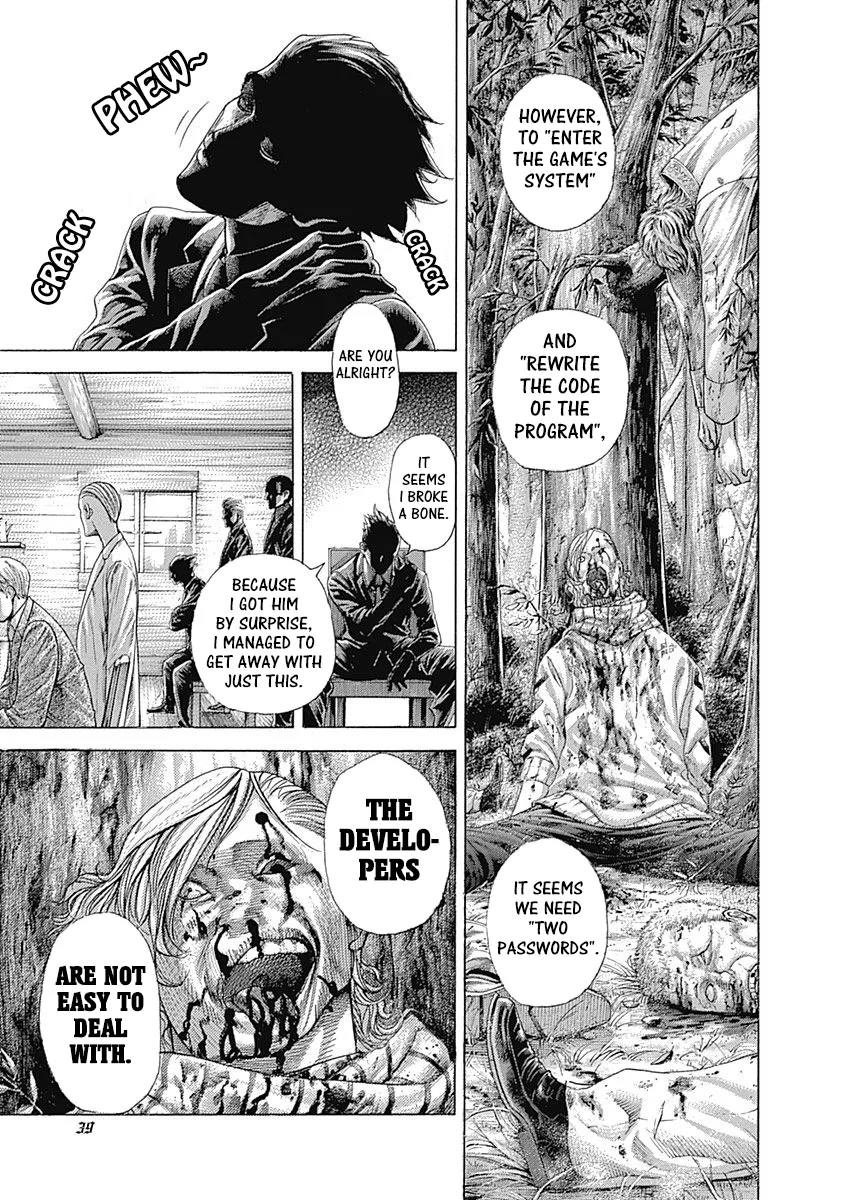 HOWEVER,
TO "ENTER
THE GAME'S
SYSTEM"
AND
"REWRITE
THE CODE
OF THE
PROGRAM",
IT SEEMS
WE NEED
"TWO
PASSWORDS".
PHEW~
CRACK
CRACK
ARE YOU
ALRIGHT?
IT
SEEMS
I BROKE
A BONE.
BECAUSE
I GOT HIM
BY SURPRISE,
I MANAGED TO
GET AWAY WITH
JUST THIS.
THE
DEVELO-
PERS
ARE NOT
EASY TO
DEAL
WITH.
39